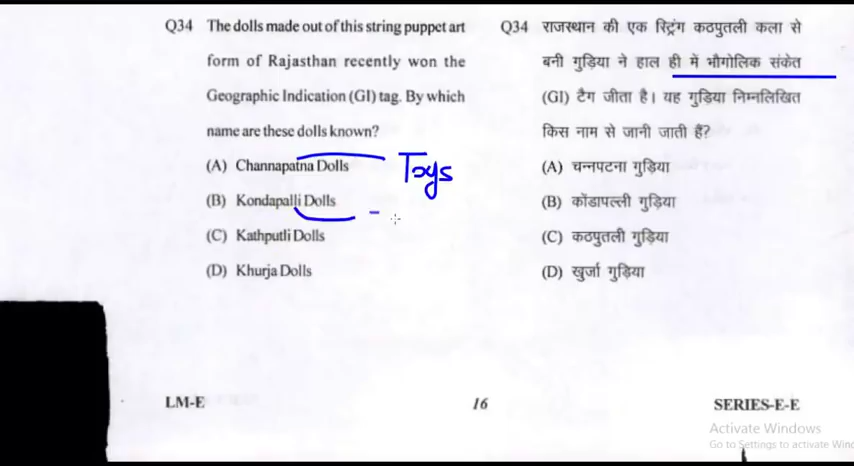 Q34 The dolls made out of this string puppet art
form of Rajasthan recently won the
Geographic Indication (GI) tag. By which
name are these dolls known?
(A) Channapatna Dolls
Toys
(B) Kondapalli Dolls
(C) Kathputli Dolls
(D) Khurja Dolls
Q34 राजस्थान की एक स्ट्रिंग कठपुतली कला से
बनी गुड़िया ने हाल ही में भौगोलिक संकेत
(GI) टैग जीता है। यह गुड़िया निम्नलिखित
किस नाम से जानी जाती हैं?
(A) चन्नपटना गुड़िया
(B) कोंडापल्ली गुड़िया
(C) कठपुतली गुड़िया
(D) खुर्जा गुड़िया
LM-E
16
SERIES-E-E
Activate Windows
Go to Settings to activate Wind